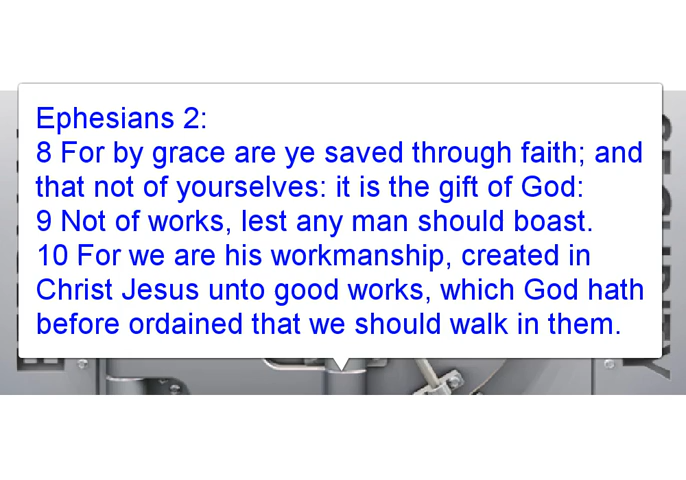 Ephesians 2:
8 For by grace are ye saved through faith; and
that not of yourselves: it is the gift of God:
9 Not of works, lest any man should boast.
10 For we are his workmanship, created in
Christ Jesus unto good works, which God hath
before ordained that we should walk in them.